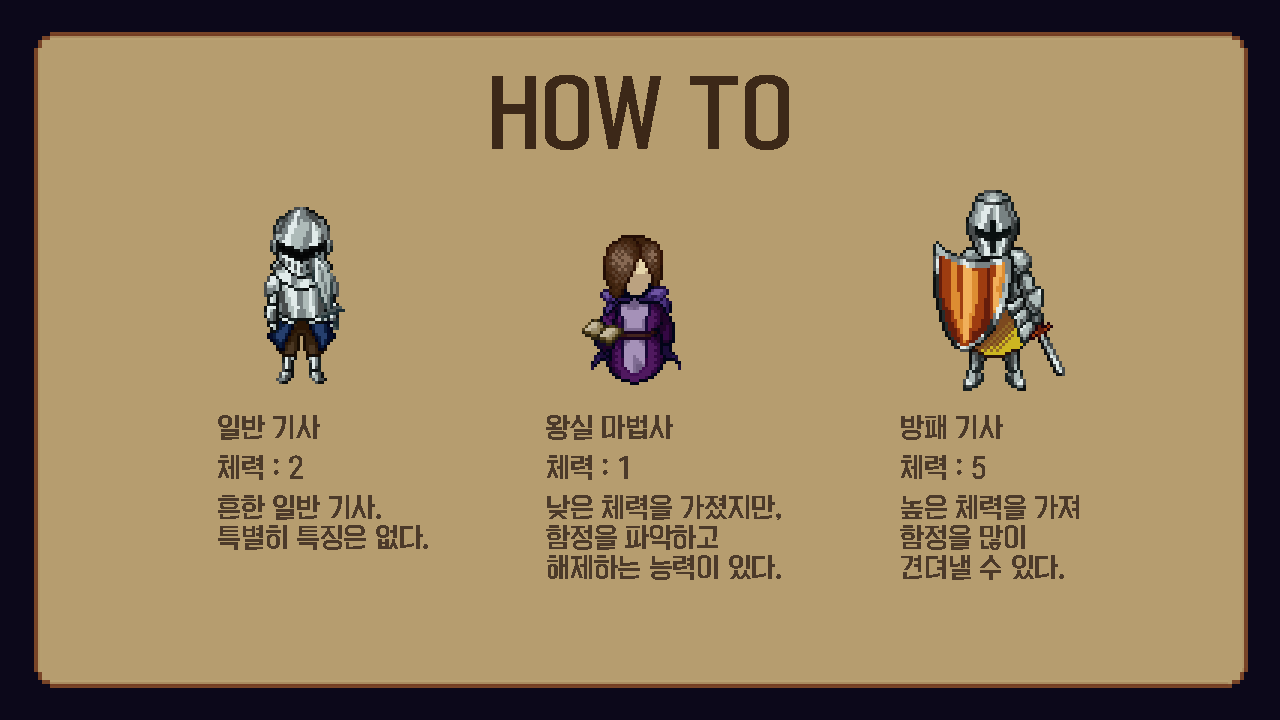 HOW TO
일반 기사
체력 : 2
흔한 일반 기사.
특별히 특징은 없다.
왕실 마법사
체력 : 1
낮은 체력을 가졌지만,
함정을 파악하고
해제하는 능력이 있다.
방패 기사
체력 : 5
높은 체력을 가져
함정을 많이
견뎌낼 수 있다.